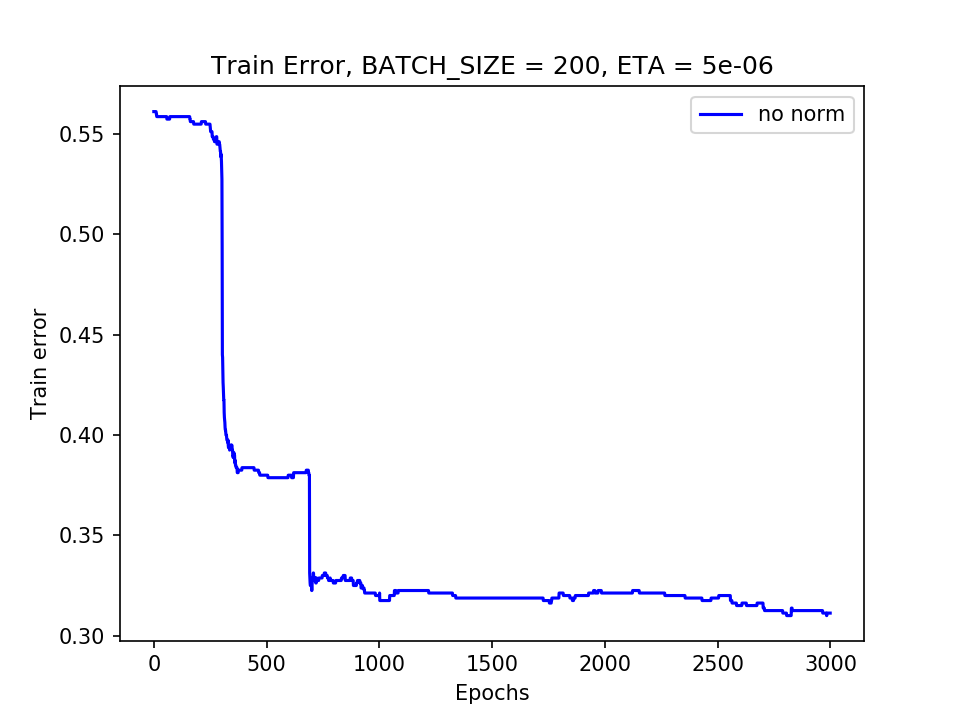 Train Error, BATCH_SIZE = 200, ETA = 5e-06
no norm
0.55
0.50
0.45
0.40
0.35
0.30
Train error
0 500 1000 1500 2000 2500 3000
Epochs